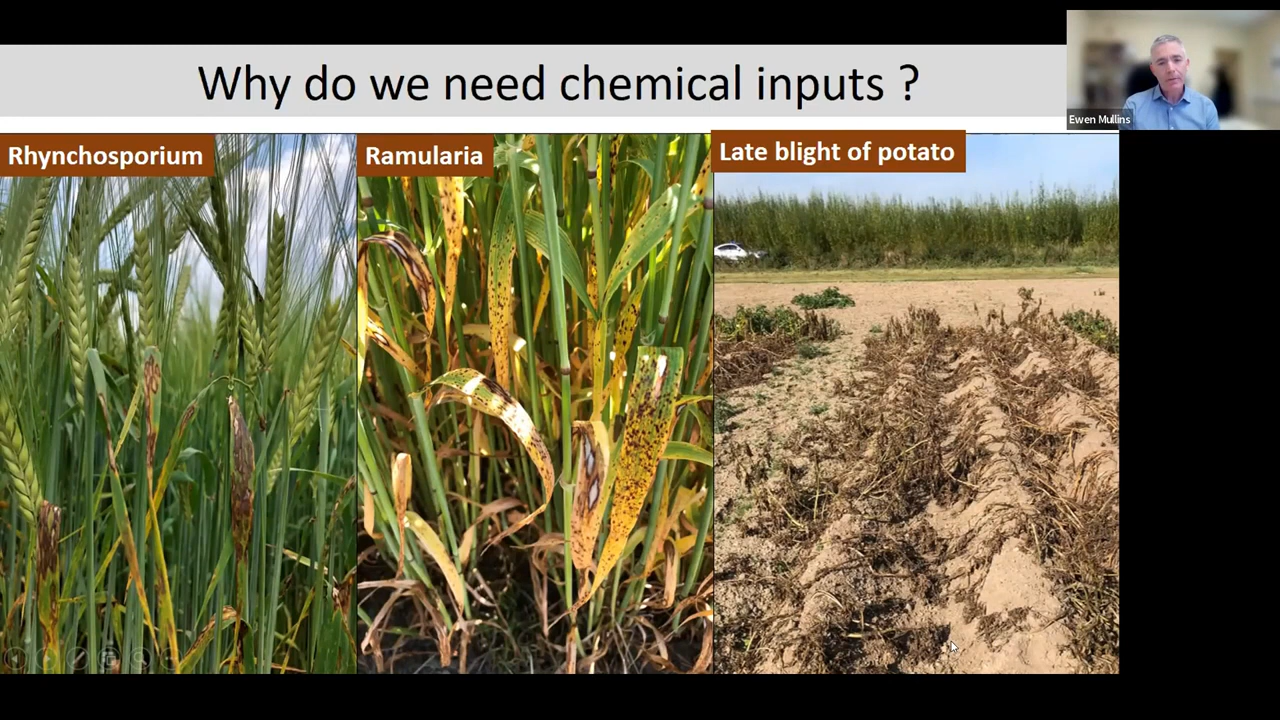 Why do we need chemical inputs ?
Ewen Mullins
Rhynchosporium
Ramularia
Late blight of potato